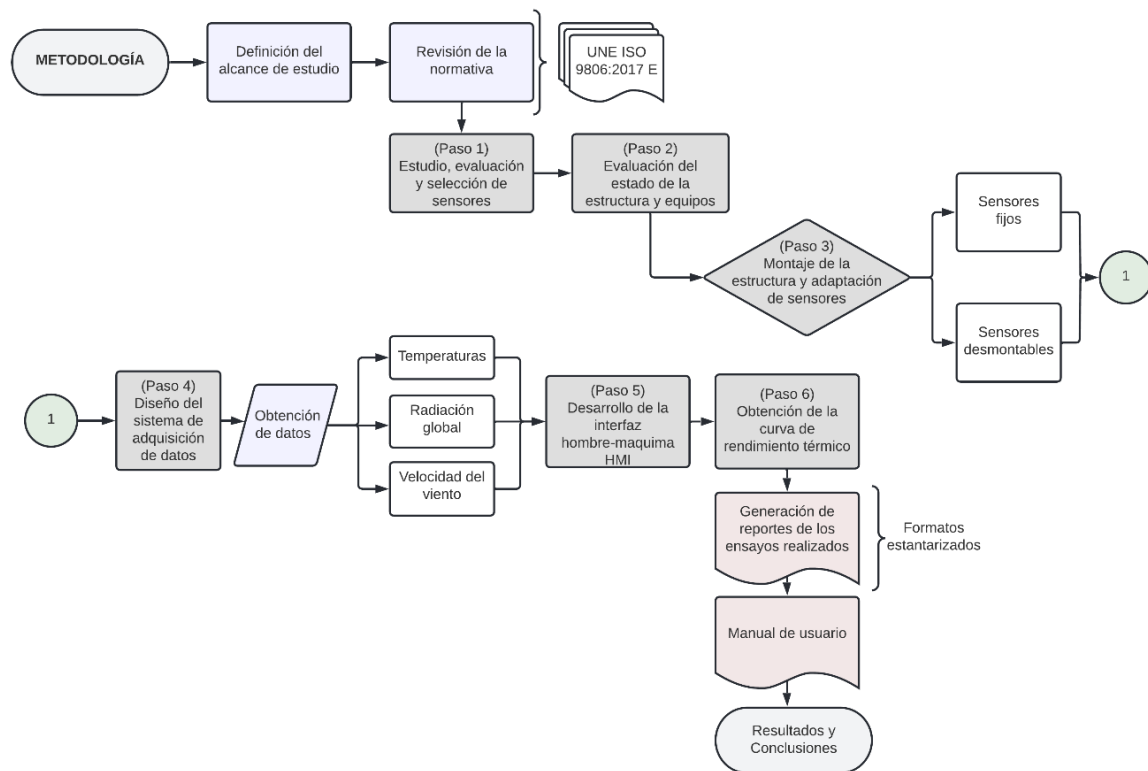 METODOLOGÍA
Definición del
alcance de estudio
Revisión de la
normativa
UNE ISO
9806:2017 E
(Paso 1)
Estudio, evaluación
y selección de
sensores
(Paso 2)
Evaluación del
estado de la
estructura y equipos
(Paso 3)
Montaje de la
estructura y adaptación
de sensores
Sensores
fijos
Sensores
desmontables
1
1
(Paso 4)
Diseño del
sistema de
adquisición
de datos
Obtención
de datos
Temperaturas
Radiación
global
Velocidad del
viento
(Paso 5)
Desarrollo de la
interfaz
hombre-maquima
HMI
(Paso 6)
Obtención de la
curva de
rendimiento térmico
Generación de
reportes de los
ensayos realizados
Formatos
estantarizados
Manual de usuario
Resultados y
Conclusiones